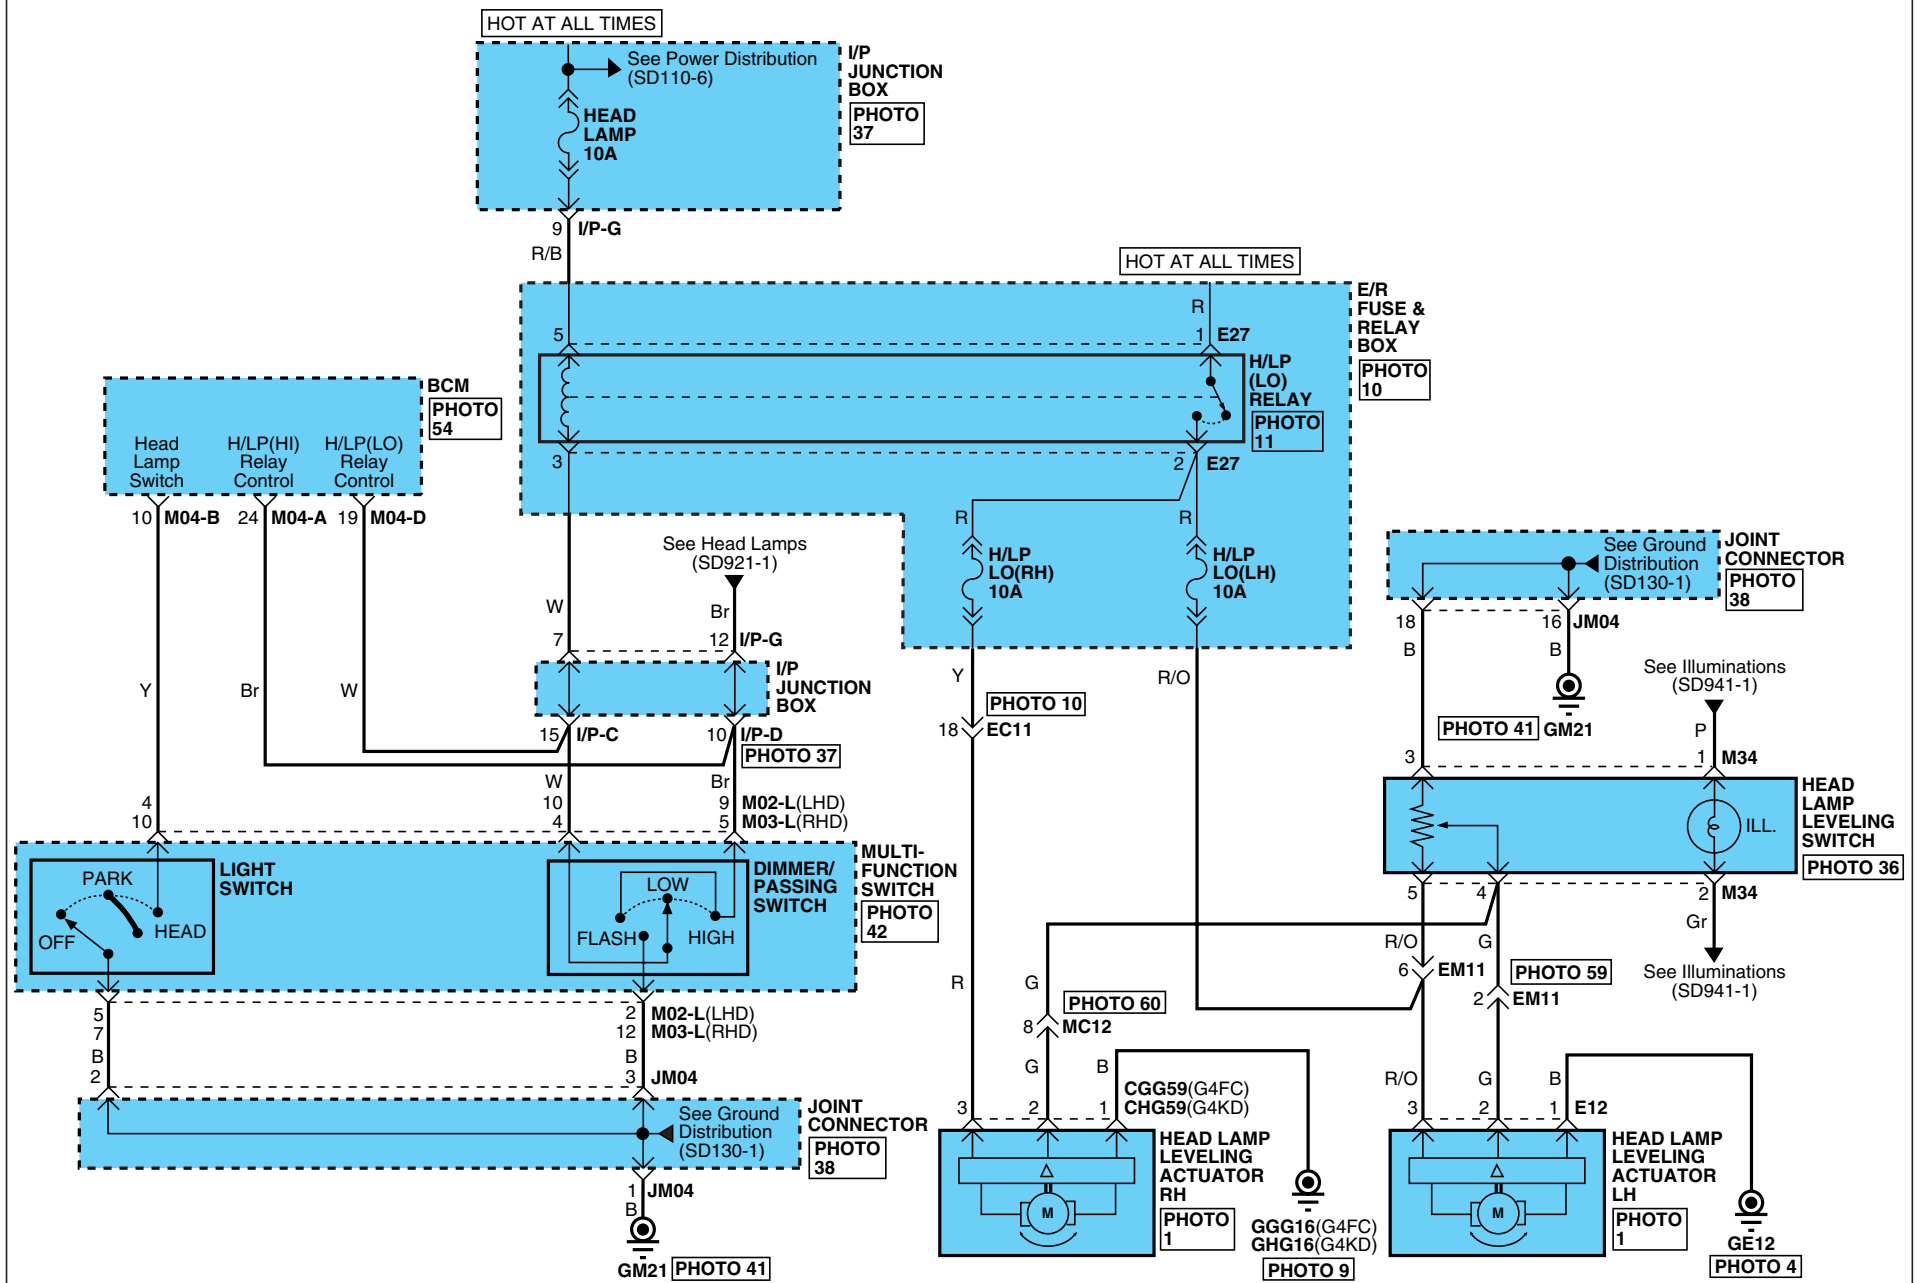 HOT AT ALL TIMES
See Power Distribution
(SD110-6)
HEAD
LAMP
10A
I/P
JUNCTION
BOX
PHOTO
37
9 I/P-G
R/B
HOT AT ALL TIMES
R
5
1 E27
E/R
FUSE &
RELAY
BOX
PHOTO
10
H/LP
(LO)
RELAY
PHOTO
11
3
2 E27
R
R
H/LP
LO(RH)
10A
H/LP
LO(LH)
10A
BCM
PHOTO
54
Head
Lamp
Switch
H/LP(HI)
Relay
Control
H/LP(LO)
Relay
Control
10 M04-B
24 M04-A
19 M04-D
See Head Lamps
(SD921-1)
W
Br
7
12 I/P-G
I/P
JUNCTION
BOX
Y
Br
W
15 I/P-C
10 I/P-D
PHOTO 37
W
Br
4
10
10
4
9 M02-L(LHD)
5 M03-L(RHD)
LIGHT
SWITCH
PARK
OFF
HEAD
DIMMER/
PASSING
SWITCH
LOW
FLASH
HIGH
MULTI-
FUNCTION
SWITCH
PHOTO
42
5
7
2 M02-L(LHD)
12 M03-L(RHD)
B
B
2
3 JM04
See Ground
Distribution
(SD130-1)
JOINT
CONNECTOR
PHOTO
38
1 JM04
B
GM21 PHOTO 41
Y
R/O
PHOTO 10
18 EC11
R
G
PHOTO 60
8 MC12
G
B
CGG59(G4FC)
CHG59(G4KD)
3
2
1
HEAD LAMP
LEVELING
ACTUATOR
RH
PHOTO
1
M
GGG16(G4FC)
GHG16(G4KD)
PHOTO 9
See Ground
Distribution
(SD130-1)
JOINT
CONNECTOR
PHOTO
38
18
16 JM04
B
B
See Illuminations
(SD941-1)
PHOTO 41 GM21
P
3
1 M34
ILL.
HEAD
LAMP
LEVELING
SWITCH
PHOTO 36
5
4
2 M34
R/O
G
Gr
6 EM11
PHOTO 59
2 EM11
See Illuminations
(SD941-1)
R/O
G
B
3
2
1 E12
HEAD LAMP
LEVELING
ACTUATOR
LH
PHOTO
1
M
GE12
PHOTO 4